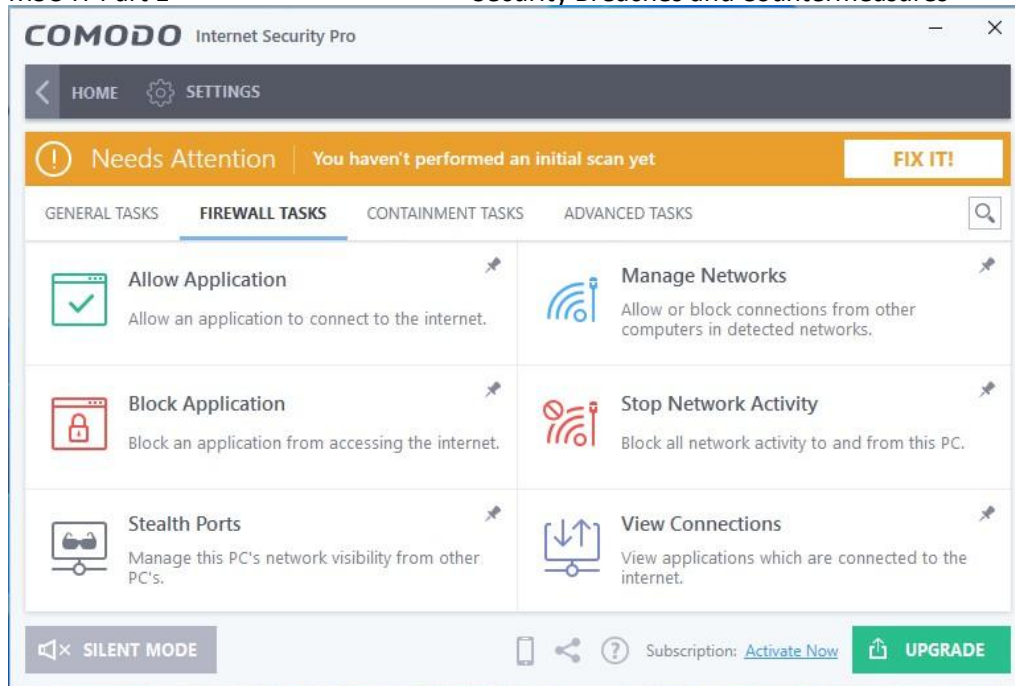 Security Breaches and Countermeasures
COMODO Internet Security Pro
HOME SETTINGS
Needs Attention You haven't performed an initial scan yet FIX IT!
GENERAL TASKS FIREWALL TASKS CONTAINMENT TASKS ADVANCED TASKS
Allow Application
Allow an application to connect to the internet.
Manage Networks
Allow or block connections from other
computers in detected networks.
Block Application
Block an application from accessing the internet.
Stop Network Activity
Block all network activity to and from this PC.
Stealth Ports
Manage this PC's network visibility from other
PC's.
View Connections
View applications which are connected to the
internet.
SILENT MODE Subscription: Activate Now UPGRADE